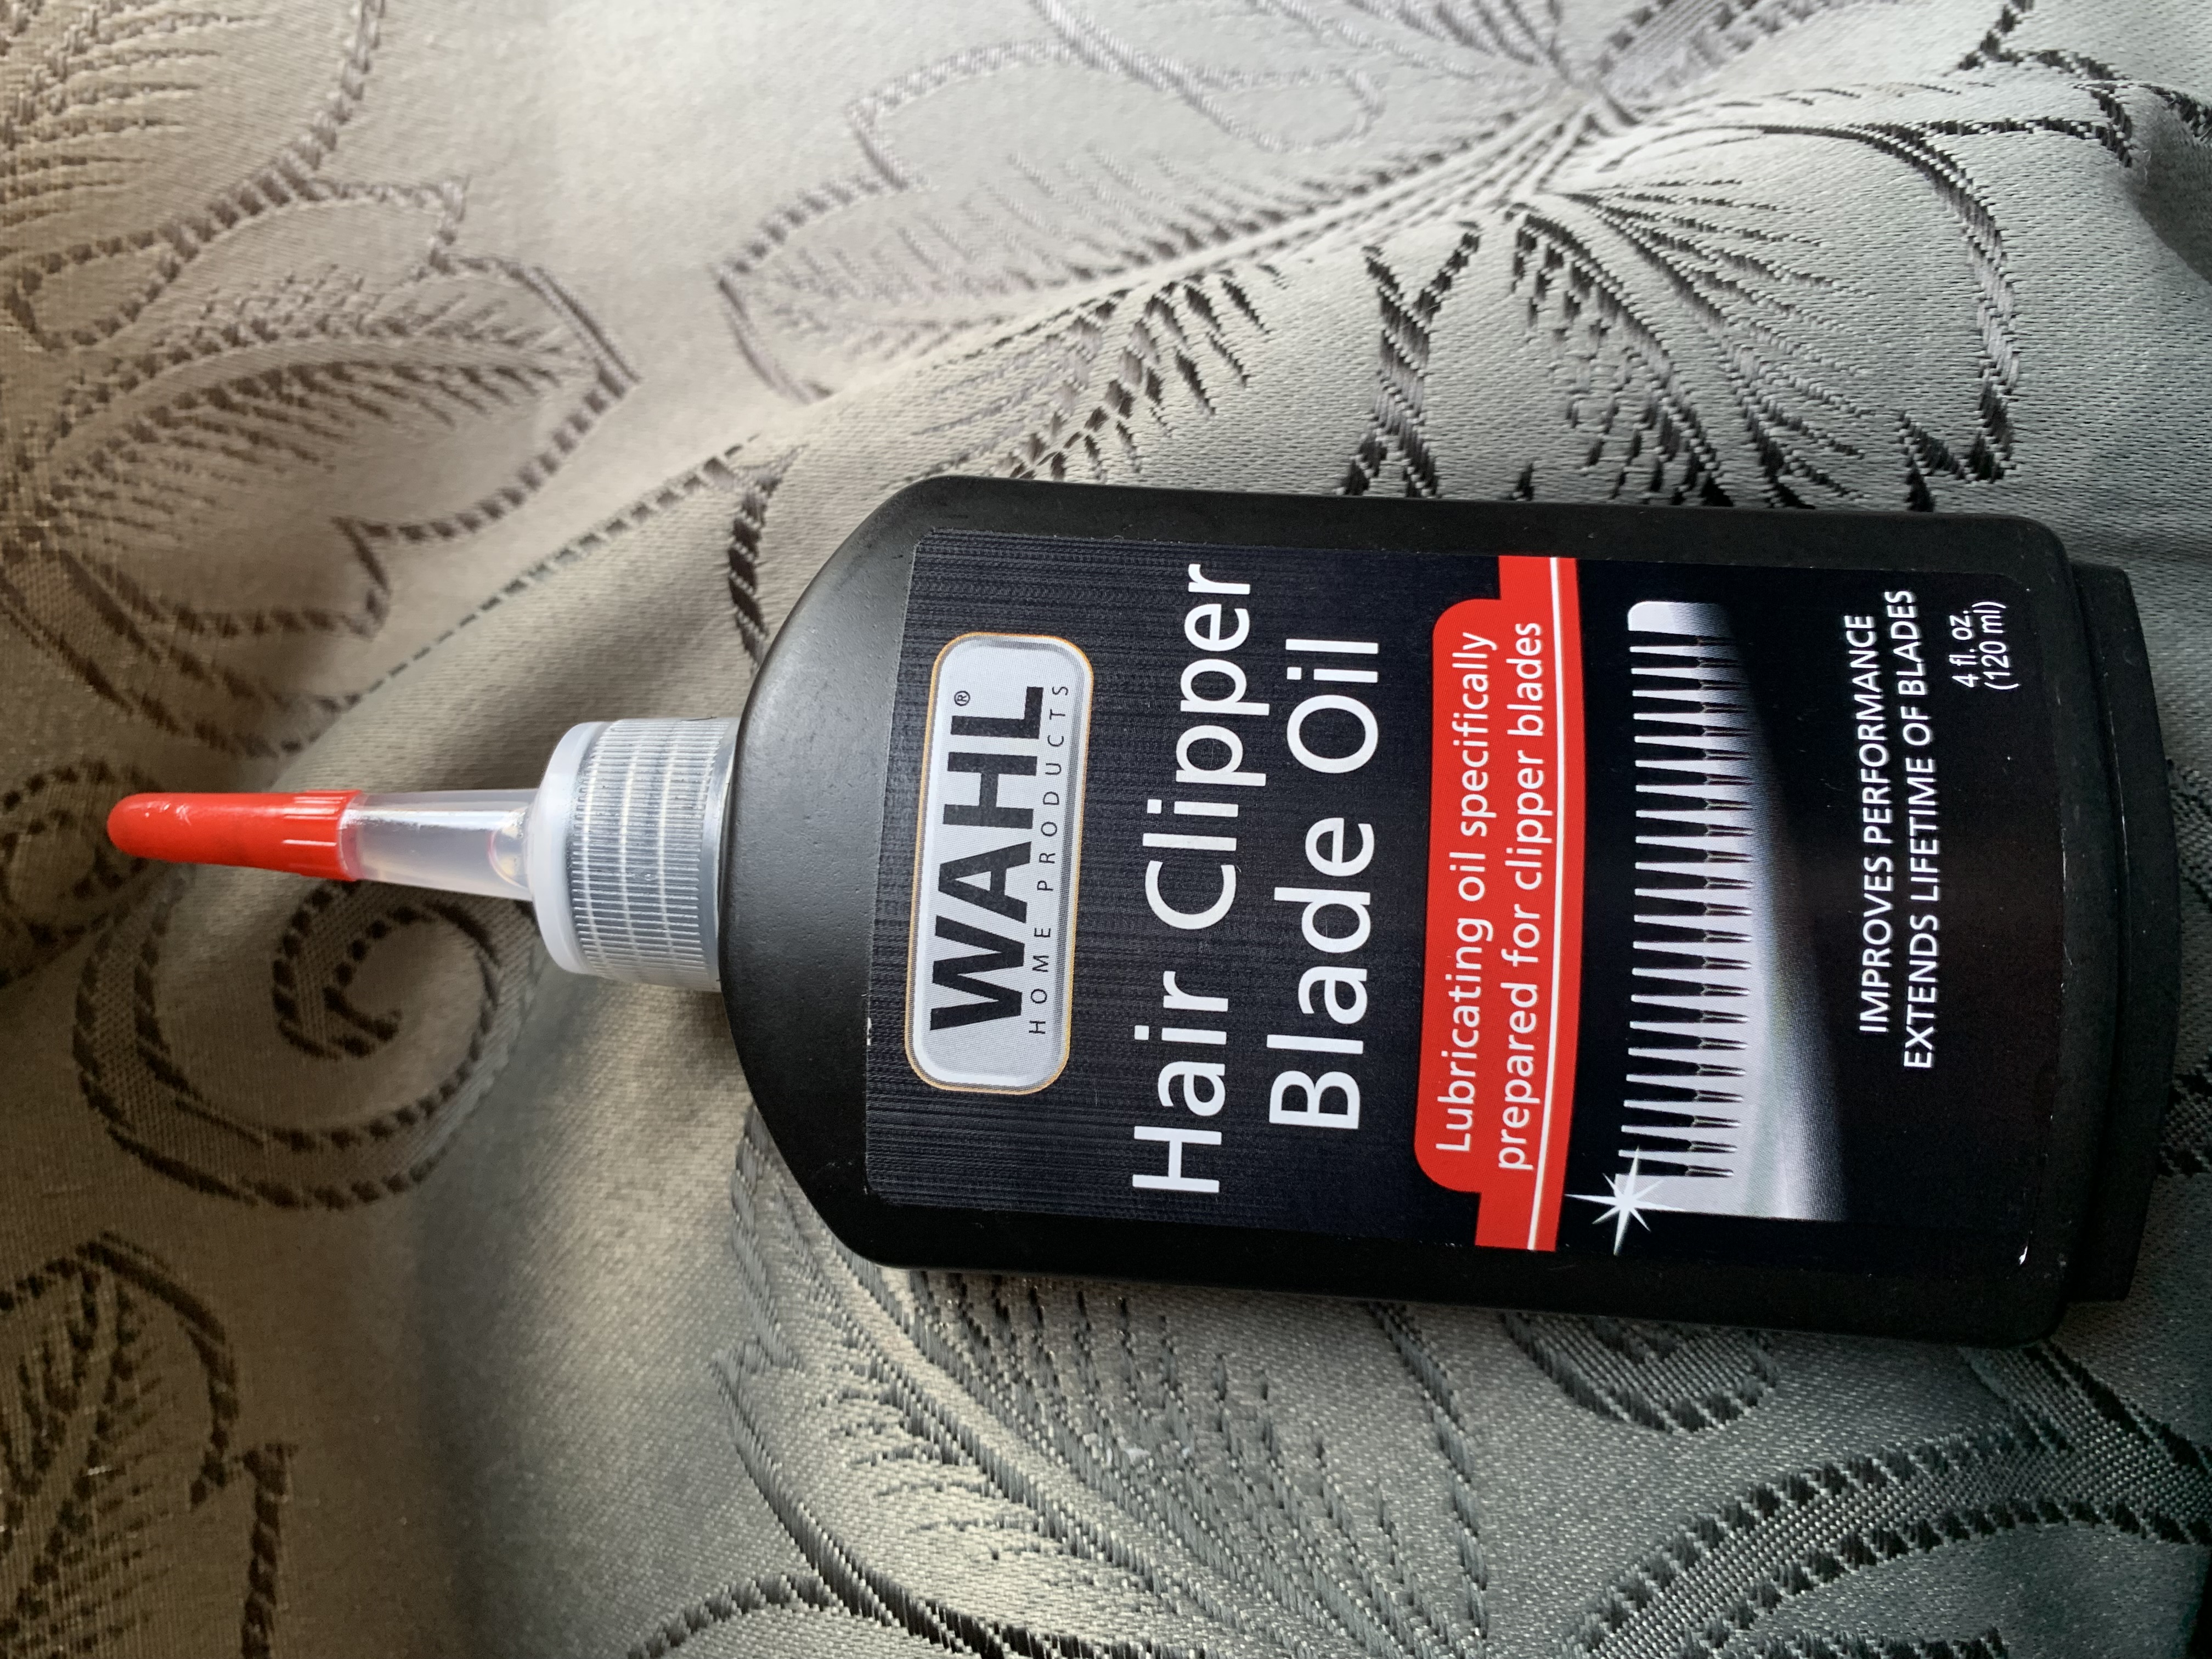 WAHL®
HOME PRODUCTS
Hair Clipper
Blade Oil
Lubricating oil specifically
prepared for clipper blades
IMPROVES PERFORMANCE
EXTENDS LIFETIME OF BLADES
4 fl. oz.
(120 ml)